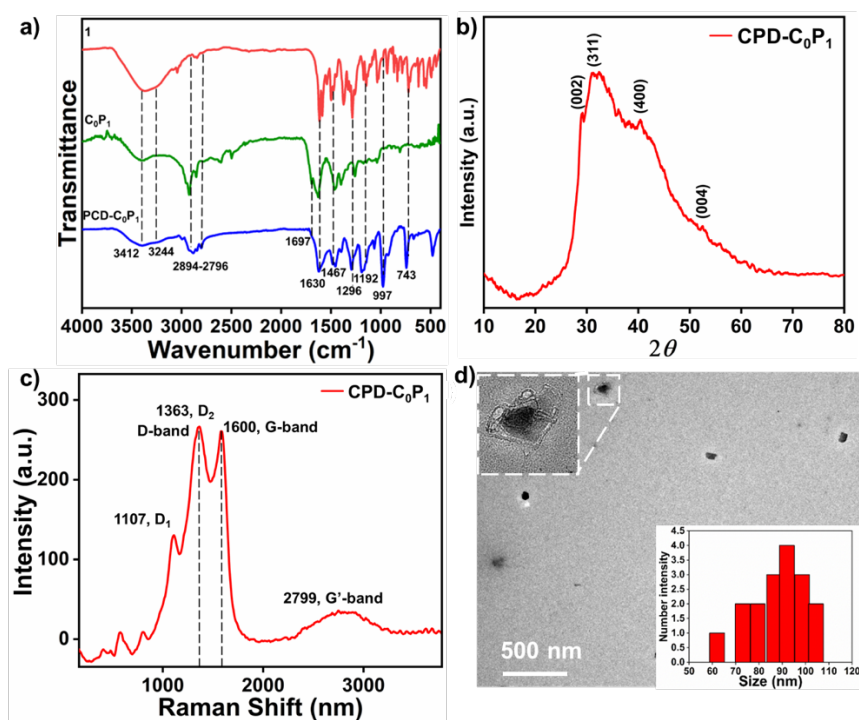 a)
1
C₀P₁
PCD-C₀P₁
3412
3244
2894-2796
1697
1630
1467
1296
1192
997
743
Transmittance
4000 3500 3000 2500 2000 1500 1000 500
Wavenumber (cm⁻¹)
b)
CPD-C₀P₁
(002)
(311)
(400)
(004)
Intensity (a.u.)
10 20 30 40 50 60 70 80
2θ
c)
CPD-C₀P₁
1363, D₂
D-band
1600, G-band
1107, D₁
2799, G'-band
Intensity (a.u.)
300
200
100
0
1000 2000 3000
Raman Shift (nm)
d)
500 nm
Number intensity
4.5
4.0
3.5
3.0
2.5
2.0
1.5
1.0
0.5
0.0
50 60 70 80 90 100 110 120
Size (nm)